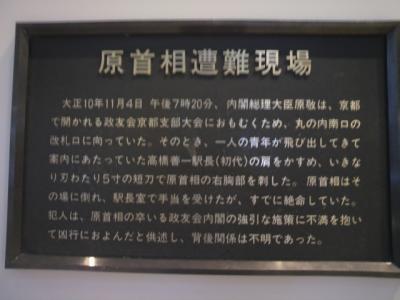 原首相遭難現場
大正10年11月4日 午後7時20分、内閣総理大臣原敬は、京都
で開かれる政友会京都支部大会におもむくため、丸の内南口の
改札口に向っていた。そのとき、一人の青年が飛び出してきて
案内にあたっていた高橋善一駅長(初代)の肩をかすめ、いきな
り刃わたり5寸の短刀で原首相の右胸部を刺した。原首相はそ
の場に倒れ、駅長室で手当を受けたが、すでに絶命していた。
犯人は、原首相の卒いる政友会内閣の強引な施策に不満を抱い
て凶行におよんだと供述し、背後関係は不明であった。